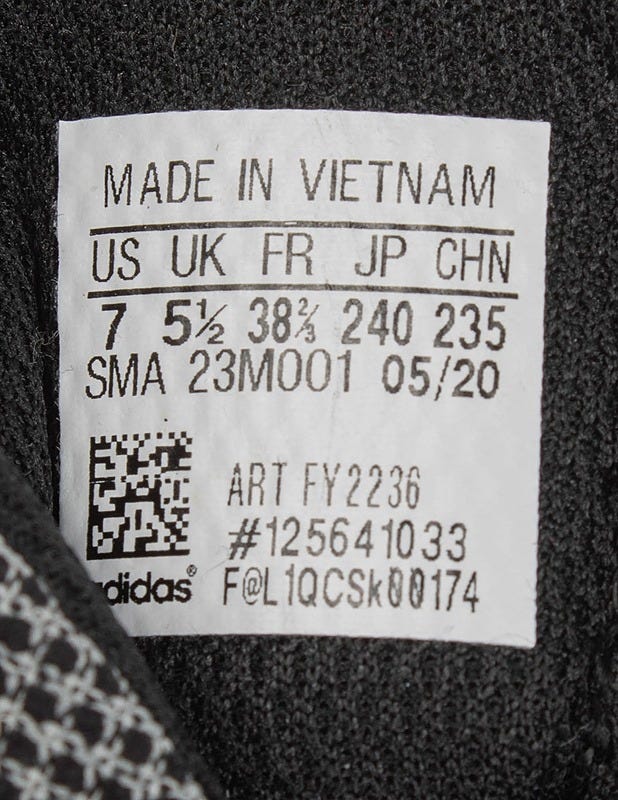 MADE IN VIETNAM
US UK FR JP CHN
7 5½ 38⅔ 240 235
SMA 23M001 05/20
ART FY2236
#125641033
adidas® F@L1QCSk00174